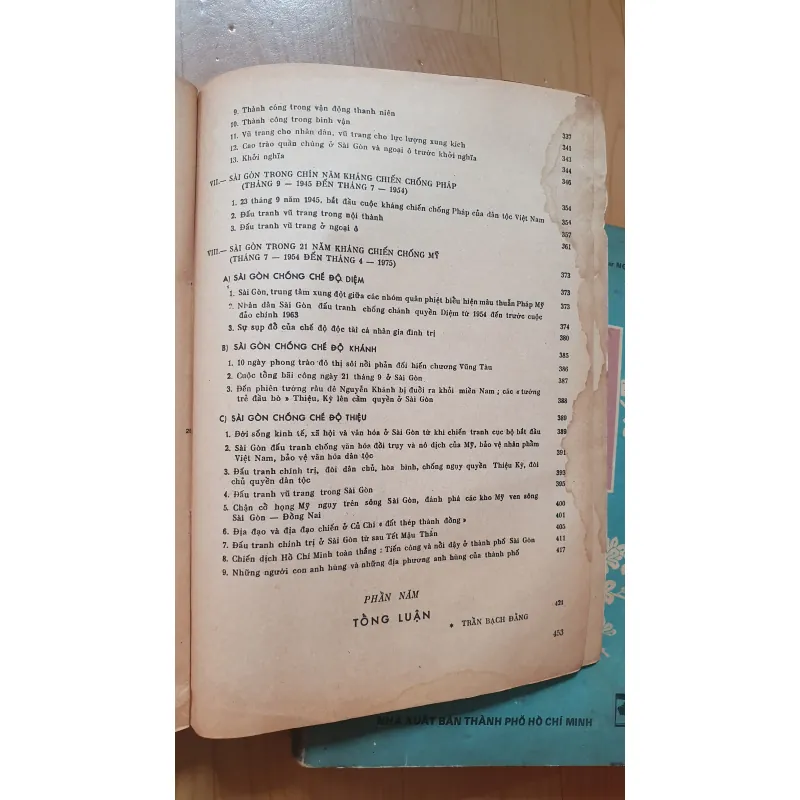 9. Thành công trong vận động thanh niên
10. Thành công trong binh vận 337
11. Vũ trang cho nhân dân, vũ trang cho lực lượng xung kích 341
12. Cao trào quần chúng ở Sài Gòn và ngoại ô trước khởi nghĩa 343
13. Khởi nghĩa 344
VII.— SÀI GÒN TRONG CHÍN NĂM KHÁNG CHIẾN CHỐNG PHÁP 346
(THÁNG 9 — 1945 ĐẾN THÁNG 7 — 1954)
1. 23 tháng 9 năm 1945, bắt đầu cuộc kháng chiến chống Pháp của dân tộc Việt Nam 354
2. Đấu tranh vũ trang trong nội thành 354
3. Đấu tranh vũ trang ở ngoại ô 357
VIII.— SÀI GÒN TRONG 21 NĂM KHÁNG CHIẾN CHỐNG MỸ 361
(THÁNG 7 — 1954 ĐẾN THÁNG 4 — 1975)
A) SÀI GÒN CHỐNG CHẾ ĐỘ DIỆM 373
1. Sài Gòn, trung tâm xung đột giữa các nhóm quân phiệt biểu hiện mâu thuẫn Pháp Mỹ 373
2. Nhân dân Sài Gòn đấu tranh chống chánh quyền Diệm từ 1954 đến trước cuộc 373
đảo chính 1963
3. Sự sụp đổ của chế độ độc tài cá nhân gia đình trị 374
380
B) SÀI GÒN CHỐNG CHẾ ĐỘ KHÁNH 385
1. 10 ngày phong trào đô thị sôi nổi phản đối hiến chương Vũng Tàu 386
2. Cuộc tổng bãi công ngày 21 tháng 9 ở Sài Gòn 387
3. Đến phiên tướng râu dê Nguyễn Khánh bị đuổi ra khỏi miền Nam ; các « tướng
trẻ đầu bò » Thiệu, Kỳ lên cầm quyền ở Sài Gòn 388
C) SÀI GÒN CHỐNG CHẾ ĐỘ THIỆU 389
1. Đời sống kinh tế, xã hội và văn hóa ở Sài Gòn từ khi chiến tranh cục bộ bắt đầu 389
2. Sài Gòn đấu tranh chống văn hóa đồi trụy và nô dịch của Mỹ, bảo vệ nhân phẩm
Việt Nam, bảo vệ văn hóa dân tộc 391
3. Đấu tranh chính trị, đòi dân chủ, hòa bình, chống ngụy quyền Thiệu Kỳ, đòi
chủ quyền dân tộc 393
4. Đấu tranh vũ trang trong Sài Gòn 395
5. Chặn cổ họng Mỹ ngụy trên sông Sài Gòn, đánh phá các kho Mỹ ven sông
Sài Gòn — Đồng Nai 400
6. Địa đạo và địa đạo chiến ở Củ Chi « đất thép thành đồng » 401
7. Đấu tranh chính trị ở Sài Gòn từ sau Tết Mậu Thân 405
8. Chiến dịch Hồ Chí Minh toàn thắng : Tiến công và nổi dậy ở thành phố Sài Gòn 411
9. Những người con anh hùng và những địa phương anh hùng của thành phố 417
PHẦN NĂM
TỔNG LUẬN 421
* TRẦN BẠCH ĐẰNG
453
NHÀ XUẤT BẢN THÀNH PHỐ HỒ CHÍ MINH